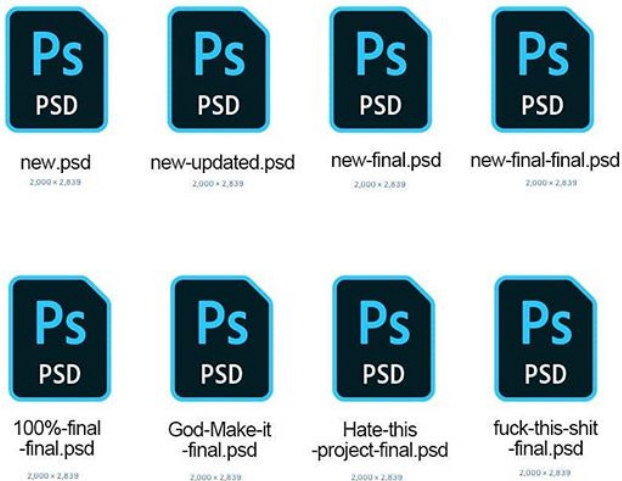 Ps Ps Ps Ps
PSD PSD PSD PSD
new.psd new-updated.psd new-final.psd new-final-final.psd
2,000 × 2,839 2,000 × 2,839 2,000 × 2,839 2,000 × 2,839
Ps Ps Ps Ps
PSD PSD PSD PSD
100%-final God-Make-it Hate-this fuck-this-shit
-final.psd -final.psd -project-final.psd -final.psd
2,000 × 2,839 2,000 × 2,839 2,000 × 2,839 2,000 × 2,839